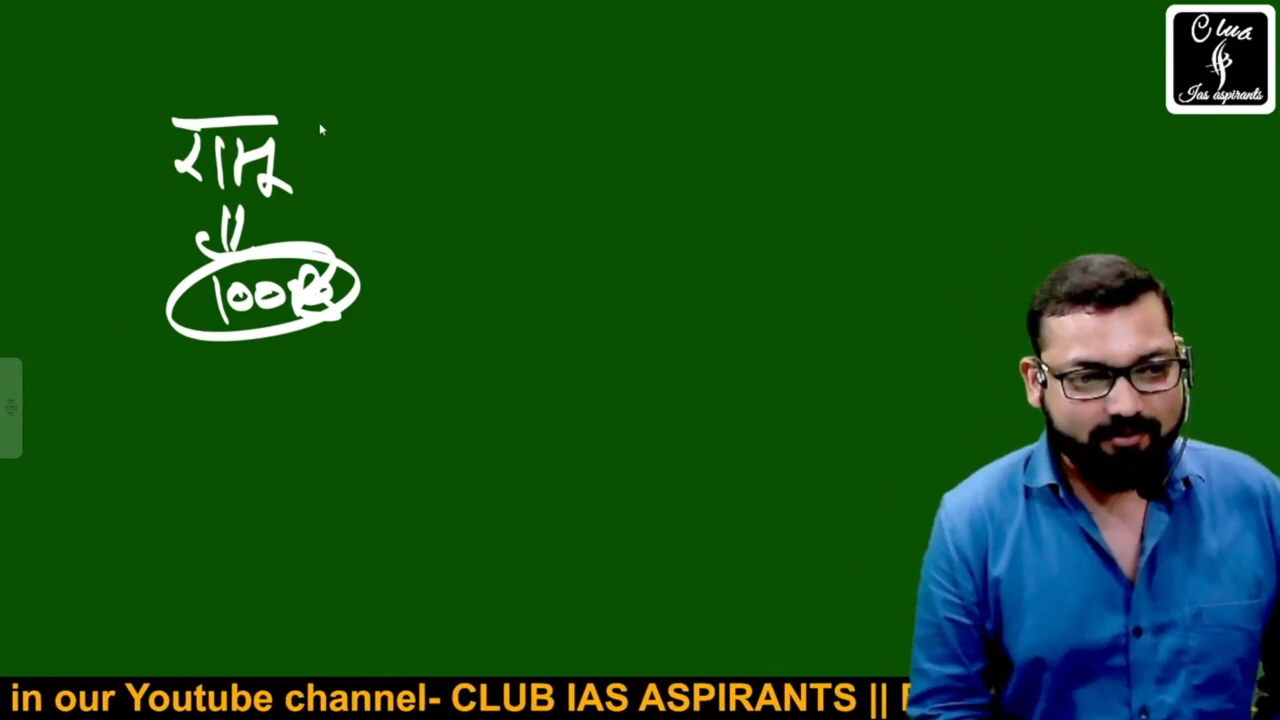 Club
Ias aspirants
रामू
100
in our Youtube channel- CLUB IAS ASPIRANTS ||